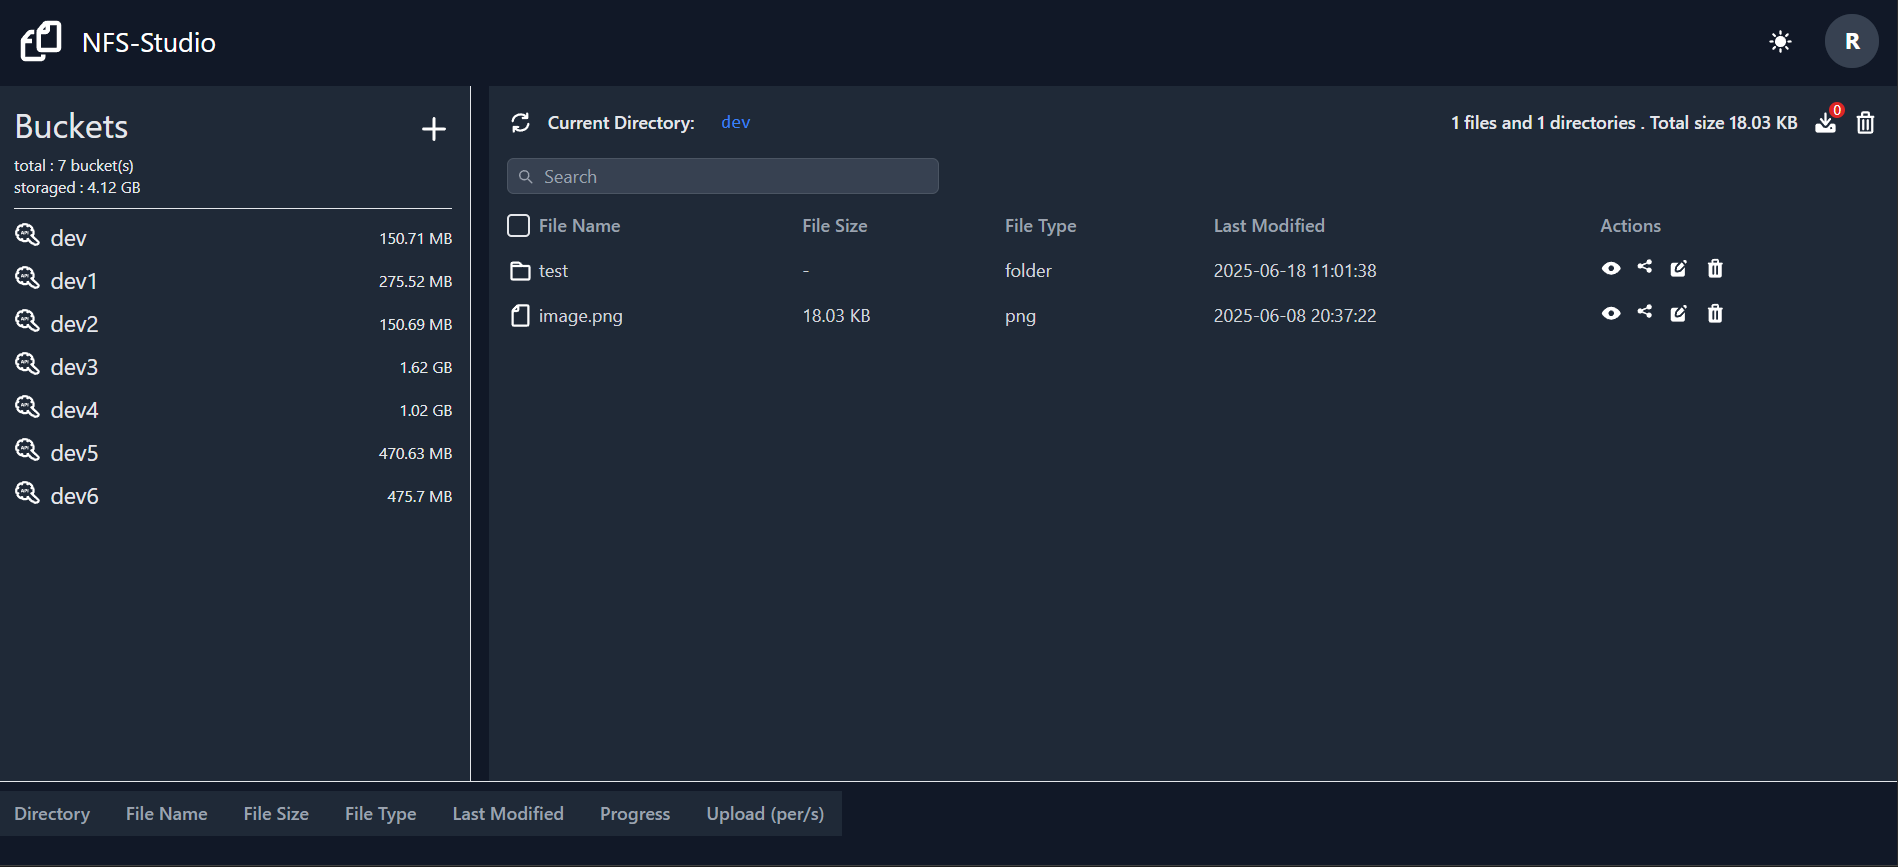 NFS-Studio
R
Buckets
total : 7 bucket(s)
storaged : 4.12 GB
dev 150.71 MB
dev1 275.52 MB
dev2 150.69 MB
dev3 1.62 GB
dev4 1.02 GB
dev5 470.63 MB
dev6 475.7 MB
Current Directory: dev
1 files and 1 directories . Total size 18.03 KB
0
Search
File Name File Size File Type Last Modified Actions
test - folder 2025-06-18 11:01:38
image.png 18.03 KB png 2025-06-08 20:37:22
Directory File Name File Size File Type Last Modified Progress Upload (per/s)